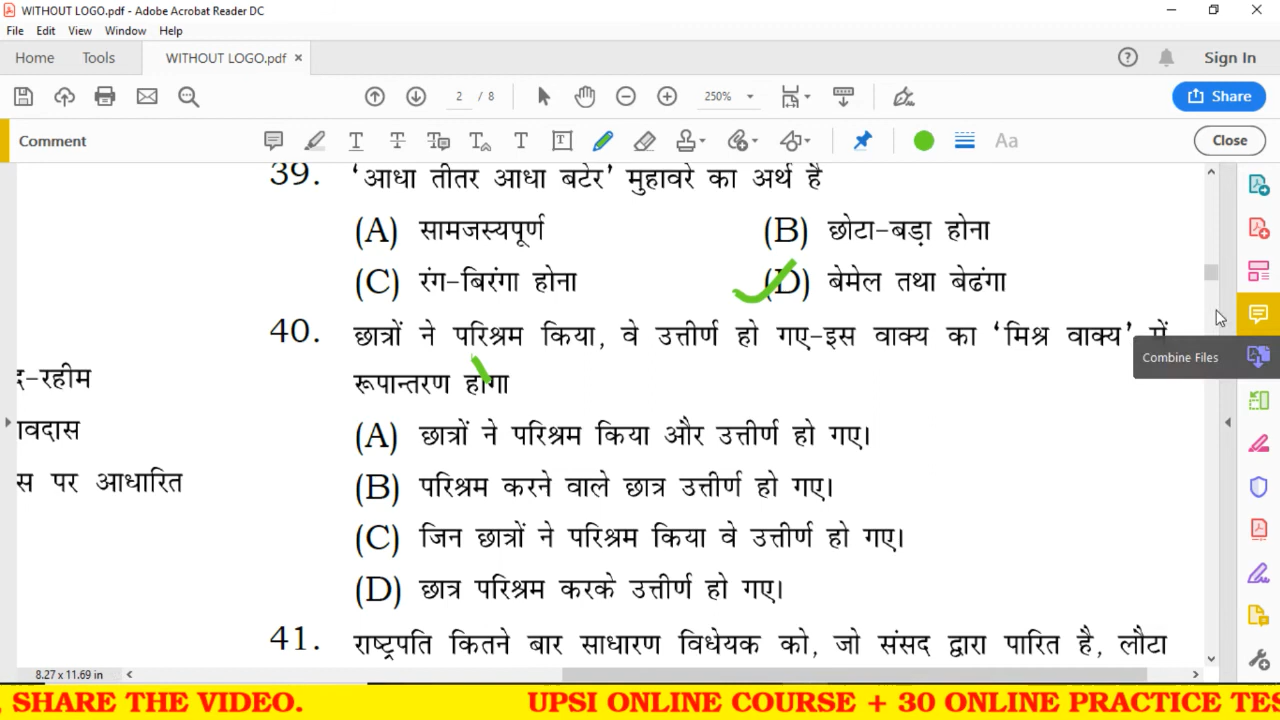 WITHOUT LOGO.pdf - Adobe Acrobat Reader DC
File Edit View Window Help
Home Tools WITHOUT LOGO.pdf × Sign In
2 / 8 250% Share
Comment Aa Close
39. ‘आधा तीतर आधा बटेर’ मुहावरे का अर्थ है
(A) सामजस्यपूर्ण (B) छोटा-बड़ा होना
(C) रंग-बिरंगा होना (D) बेमेल तथा बेढंगा
40. छात्रों ने परिश्रम किया, वे उत्तीर्ण हो गए-इस वाक्य का ‘मिश्र वाक्य’ में
Combine Files
द-रहीम
रूपान्तरण होगा
ावदास
(A) छात्रों ने परिश्रम किया और उत्तीर्ण हो गए।
स पर आधारित
(B) परिश्रम करने वाले छात्र उत्तीर्ण हो गए।
(C) जिन छात्रों ने परिश्रम किया वे उत्तीर्ण हो गए।
(D) छात्र परिश्रम करके उत्तीर्ण हो गए।
41. राष्ट्रपति कितने बार साधारण विधेयक को, जो संसद द्वारा पारित है, लौटा
8.27 x 11.69 in
, SHARE THE VIDEO. UPSI ONLINE COURSE + 30 ONLINE PRACTICE TES